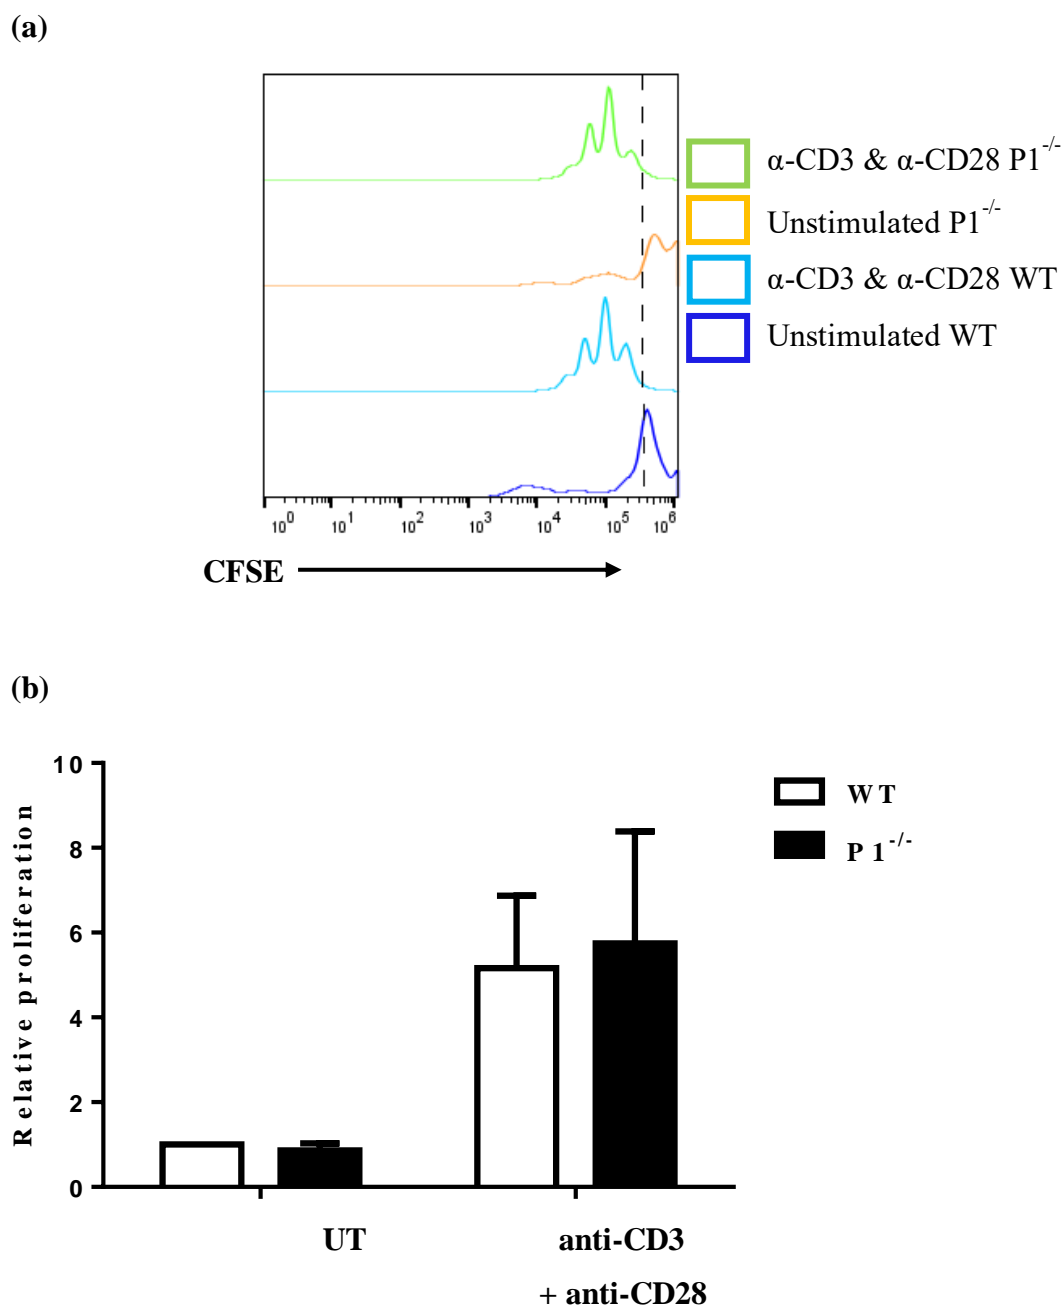 (a)
α-CD3 & α-CD28 P1-/-
Unstimulated P1-/-
α-CD3 & α-CD28 WT
Unstimulated WT
10^0 10^1 10^2 10^3 10^4 10^5 10^6
CFSE
(b)
10
8
6
4
2
0
Relative proliferation
WT
P1-/-
UT
anti-CD3
+ anti-CD28